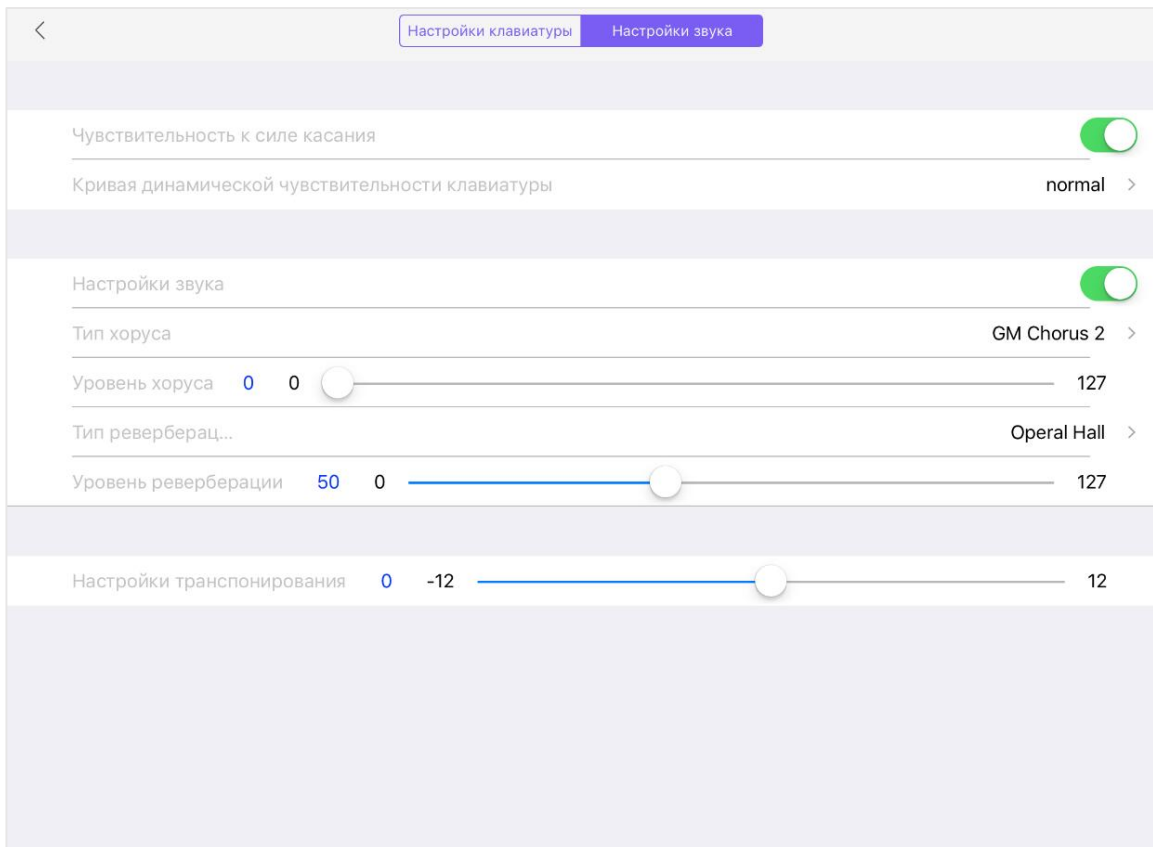 Настройки клавиатуры Настройки звука
Чувствительность к силе касания
Кривая динамической чувствительности клавиатуры normal
Настройки звука
Тип хоруса GM Chorus 2
Уровень хоруса 0 0 127
Тип реверберац... Operal Hall
Уровень реверберации 50 0 127
Настройки транспонирования 0 -12 12